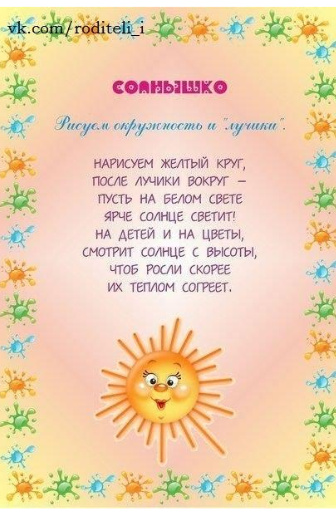 vk.com/roditeli_i
СОЛНЫШКО
Рисуем окружность и "лучики".
НАРИСУЕМ ЖЕЛТЫЙ КРУГ,
ПОСЛЕ ЛУЧИКИ ВОКРУГ –
ПУСТЬ НА БЕЛОМ СВЕТЕ
ЯРЧЕ СОЛНЦЕ СВЕТИТ!
НА ДЕТЕЙ И НА ЦВЕТЫ,
СМОТРИТ СОЛНЦЕ С ВЫСОТЫ,
ЧТОБ РОСЛИ СКОРЕЕ
ИХ ТЕПЛОМ СОГРЕЕТ.